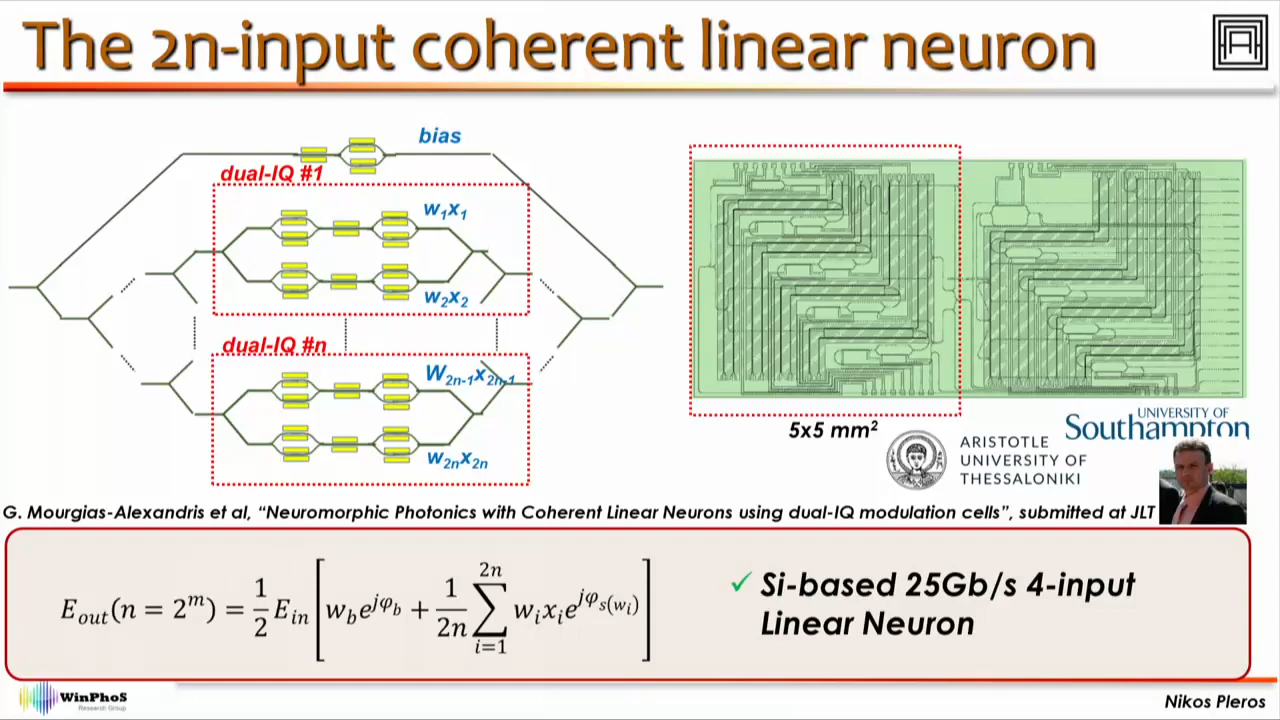 The 2n-input coherent linear neuron
bias
dual-IQ #1
w₁x₁
w₂x₂
dual-IQ #n
W₂ₙ₋₁x₂ₙ₋₁
w₂ₙx₂ₙ
5x5 mm²
UNIVERSITY OF
Southampton
ARISTOTLE
UNIVERSITY OF
THESSALONIKI
G. Mourgias-Alexandris et al, “Neuromorphic Photonics with Coherent Linear Neurons using dual-IQ modulation cells”, submitted at JLT
E_out(n = 2^m) = 1/2 E_in [w_b e^{jφ_b} + 1/2n ∑_{i=1}^{2n} w_i x_i e^{jφ_{s(w_i)}}]
✓ Si-based 25Gb/s 4-input
Linear Neuron
WinPhoS
Research Group
Nikos Pleros